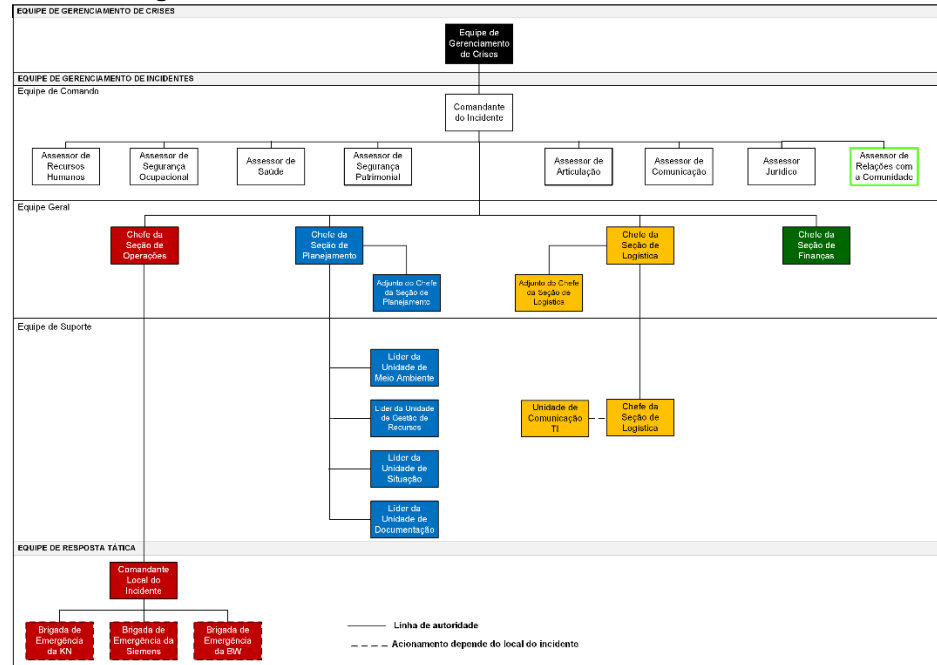 EQUIPE DE GERENCIAMENTO DE CRISES
Equipe de
Gerenciamento
de Crises
EQUIPE DE GERENCIAMENTO DE INCIDENTES
Equipe de Comando
Comandante
do Incidente
Assessor de
Recursos
Humanos
Assessor de
Segurança
Ocupacional
Assessor de
Saúde
Assessor de
Segurança
Patrimonial
Assessor de
Articulação
Assessor de
Comunicação
Assessor
Jurídico
Assessor de
Relações com
a Comunidade
Equipe Geral
Chefe da
Seção de
Operações
Chefe da
Seção de
Planejamento
Chefe da
Seção de
Logística
Chefe da
Seção de
Finanças
Adjunto do Chefe
da Seção de
Planejamento
Adjunto do Chefe
da Seção de
Logística
Equipe de Suporte
Líder da
Unidade de
Meio Ambiente
Líder da Unidade
de Gestão de
Recursos
Líder da
Unidade de
Situação
Líder da
Unidade de
Documentação
Unidade de
Comunicação
TI
Chefe da
Seção de
Logística
EQUIPE DE RESPOSTA TÁTICA
Comandante
Local do
Incidente
Brigada de
Emergência
da KN
Brigada de
Emergência da
Siemens
Brigada de
Emergência
da BW
Linha de autoridade
Acionamento depende do local do incidente